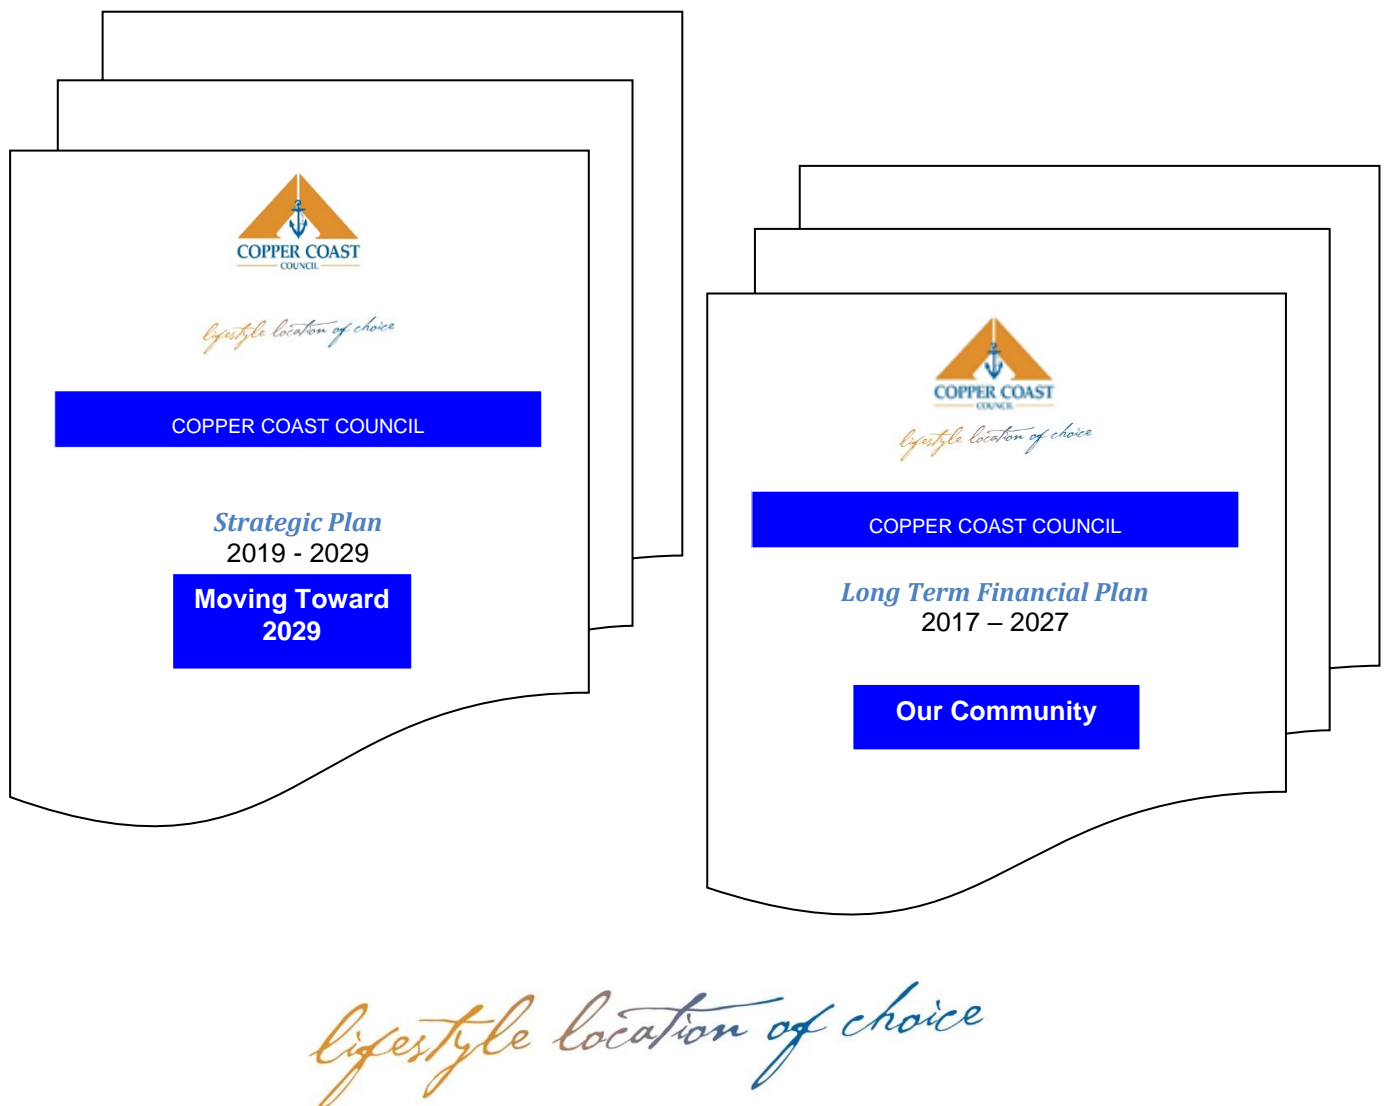 COPPER COAST
COUNCIL
lifestyle location of choice
COPPER COAST COUNCIL
Strategic Plan
2019 - 2029
Moving Toward
2029
COPPER COAST
COUNCIL
lifestyle location of choice
COPPER COAST COUNCIL
Long Term Financial Plan
2017 – 2027
Our Community
lifestyle location of choice